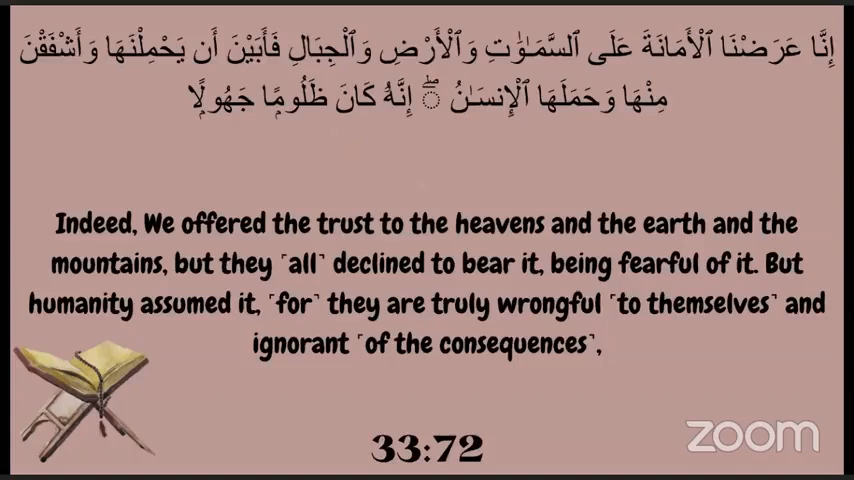 إِنَّا عَرَضْنَا ٱلْأَمَانَةَ عَلَى ٱلسَّمَـٰوَٰتِ وَٱلْأَرْضِ وَٱلْجِبَالِ فَأَبَيْنَ أَن يَحْمِلْنَهَا وَأَشْفَقْنَ
مِنْهَا وَحَمَلَهَا ٱلْإِنسَـٰنُ ۖ إِنَّهُۥ كَانَ ظَلُومًۭا جَهُولًۭا
Indeed, We offered the trust to the heavens and the earth and the
mountains, but they ˹all˺ declined to bear it, being fearful of it. But
humanity assumed it, ˹for˺ they are truly wrongful ˹to themselves˺ and
ignorant ˹of the consequences˺,
33:72
zoom